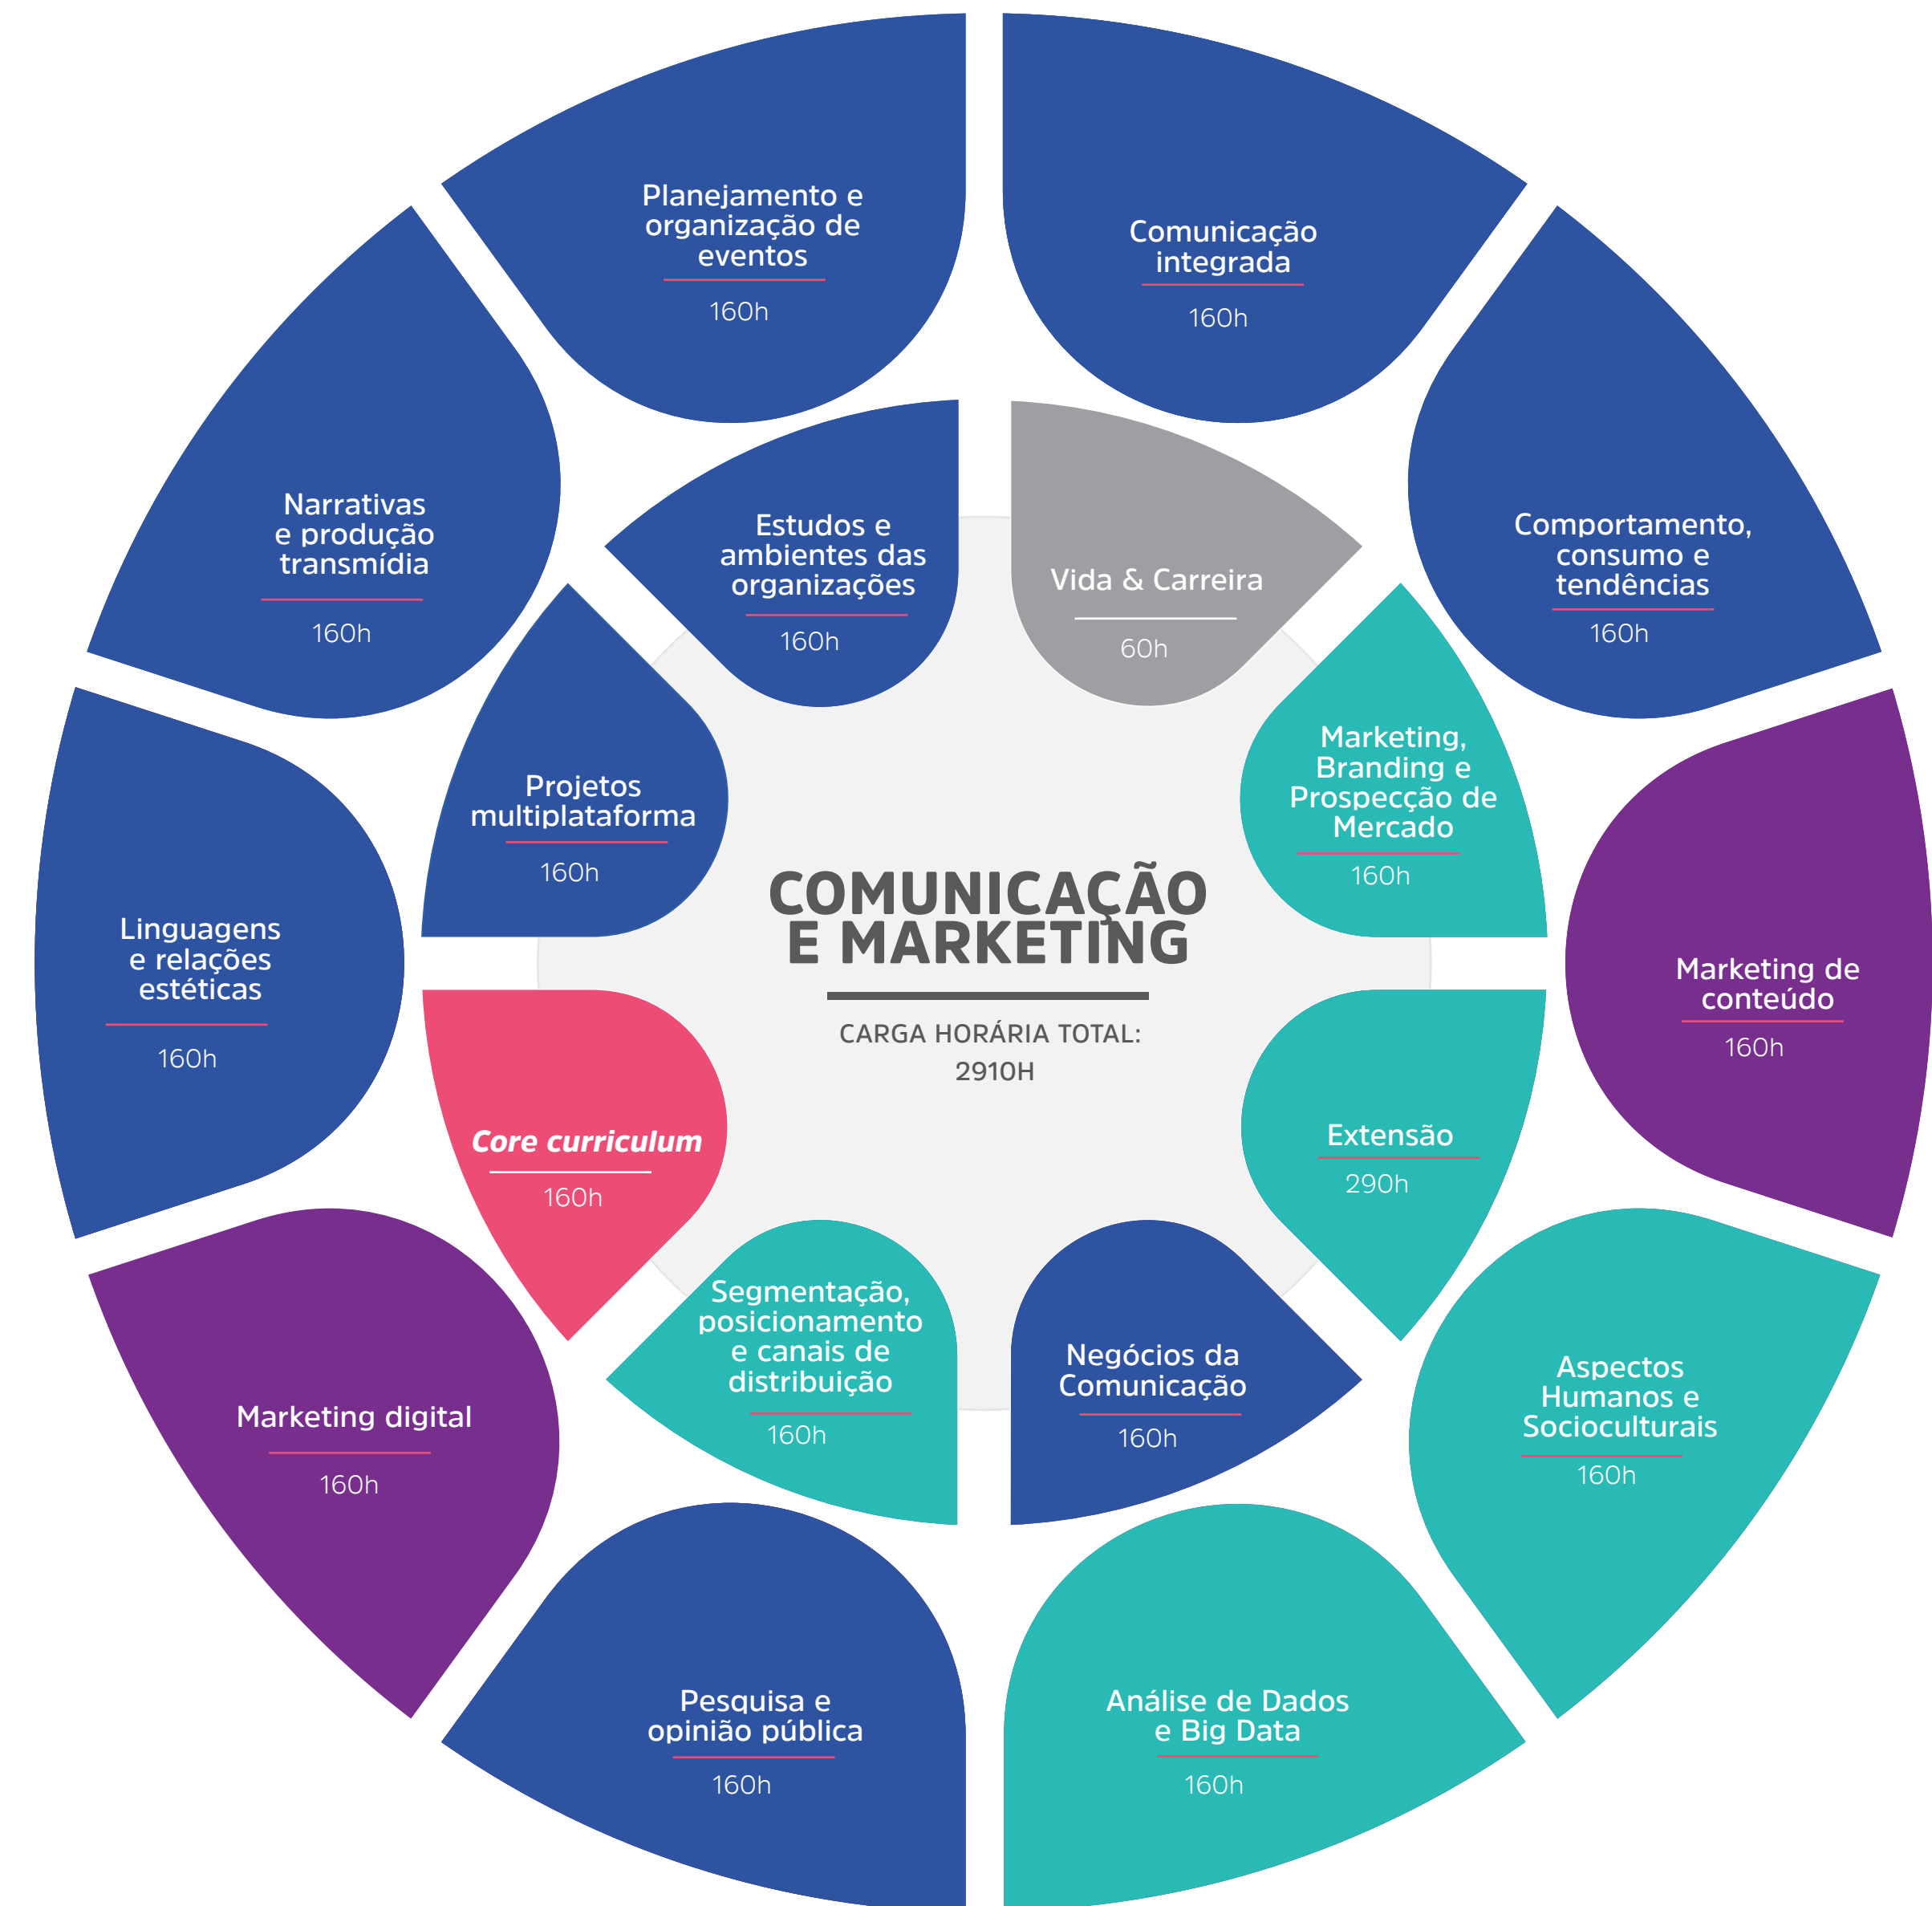 Planejamento e
organização de
eventos
160h
Comunicação
integrada
160h
Narrativas
e produção
transmídia
160h
Estudos e
ambientes das
organizações
160h
Vida & Carreira
60h
Comportamento,
consumo e
tendências
160h
Projetos
multiplataforma
160h
Marketing,
Branding e
Prospecção de
Mercado
160h
Linguagens
e relações
estéticas
160h
COMUNICAÇÃO
E MARKETING
CARGA HORÁRIA TOTAL:
2910H
Marketing de
conteúdo
160h
Core curriculum
160h
Extensão
290h
Marketing digital
160h
Segmentação,
posicionamento
e canais de
distribuição
160h
Negócios da
Comunicação
160h
Aspectos
Humanos e
Socioculturais
160h
Pesquisa e
opinião pública
160h
Análise de Dados
e Big Data
160h